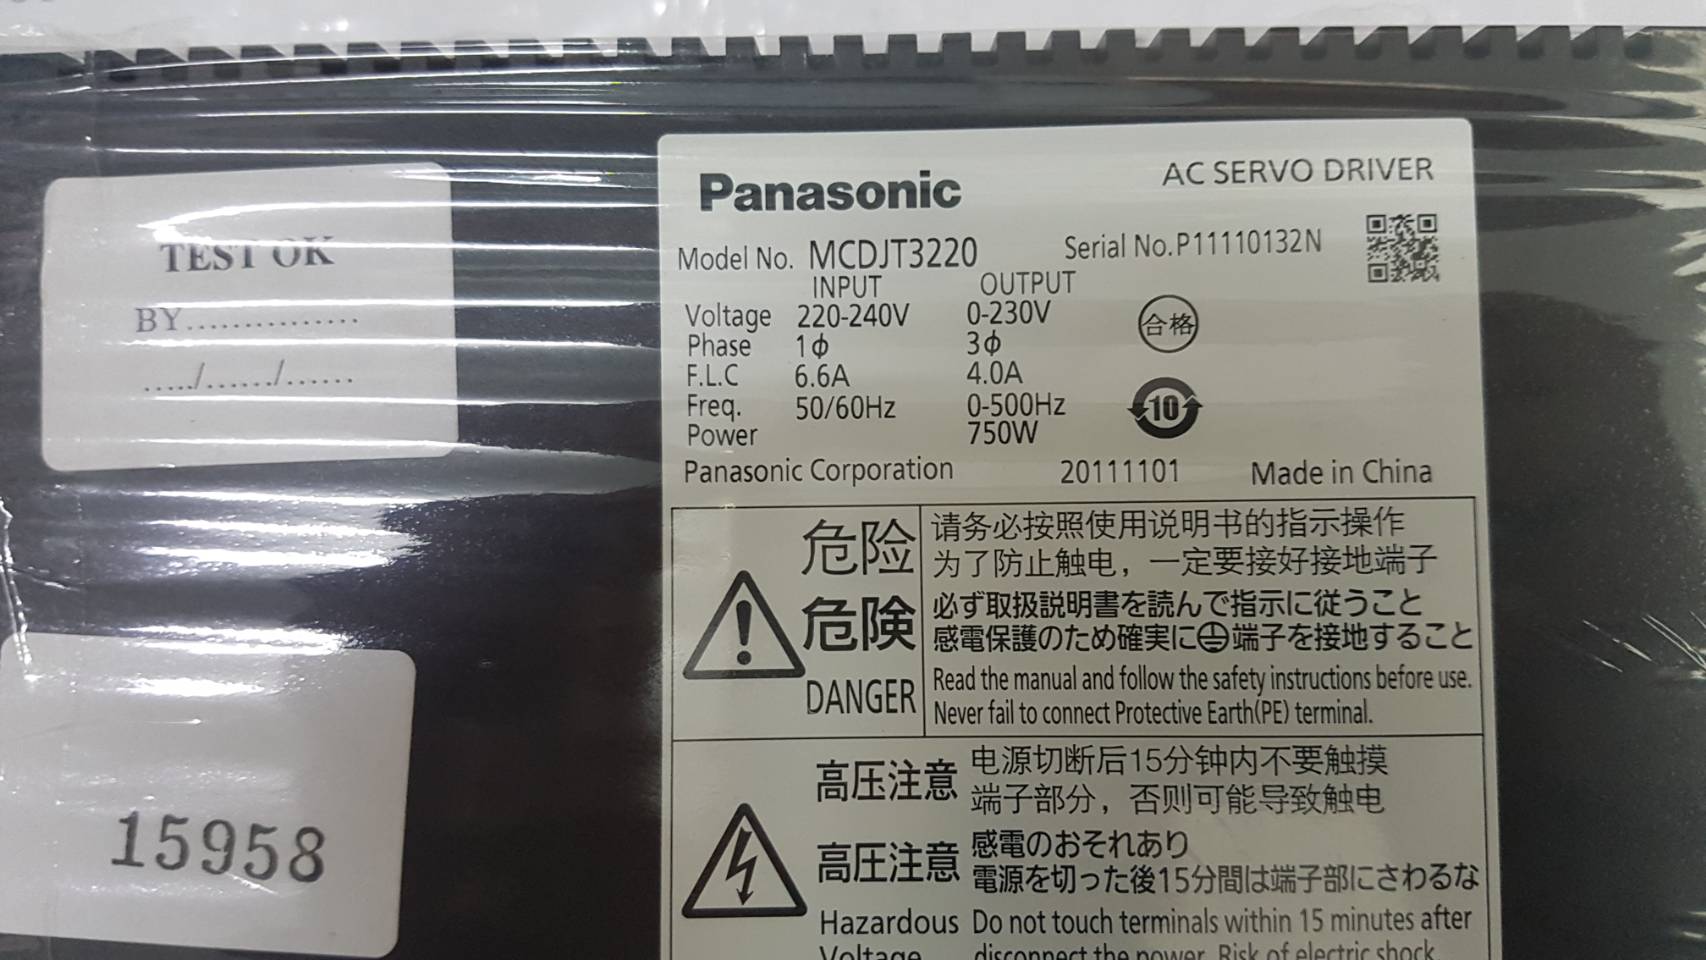 TEST OK
BY...............
...../....../......
15958
Panasonic
AC SERVO DRIVER
Model No. MCDJT3220
Serial No.P11110132N
INPUT OUTPUT
Voltage 220-240V 0-230V
Phase 1ϕ 3ϕ
F.L.C 6.6A 4.0A
Freq. 50/60Hz 0-500Hz
Power 750W
合格
10
Panasonic Corporation 20111101 Made in China
危险
请务必按照使用说明书的指示操作
为了防止触电，一定要接好接地端子
危険
必ず取扱説明書を読んで指示に従うこと
感電保護のため確実に⏚端子を接地すること
DANGER
Read the manual and follow the safety instructions before use.
Never fail to connect Protective Earth(PE) terminal.
高压注意
电源切断后15分钟内不要触摸
端子部分，否则可能导致触电
高圧注意
感電のおそれあり
電源を切った後15分間は端子部にさわるな
Hazardous
Voltage
Do not touch terminals within 15 minutes after
disconnect the power. Risk of electric shock.